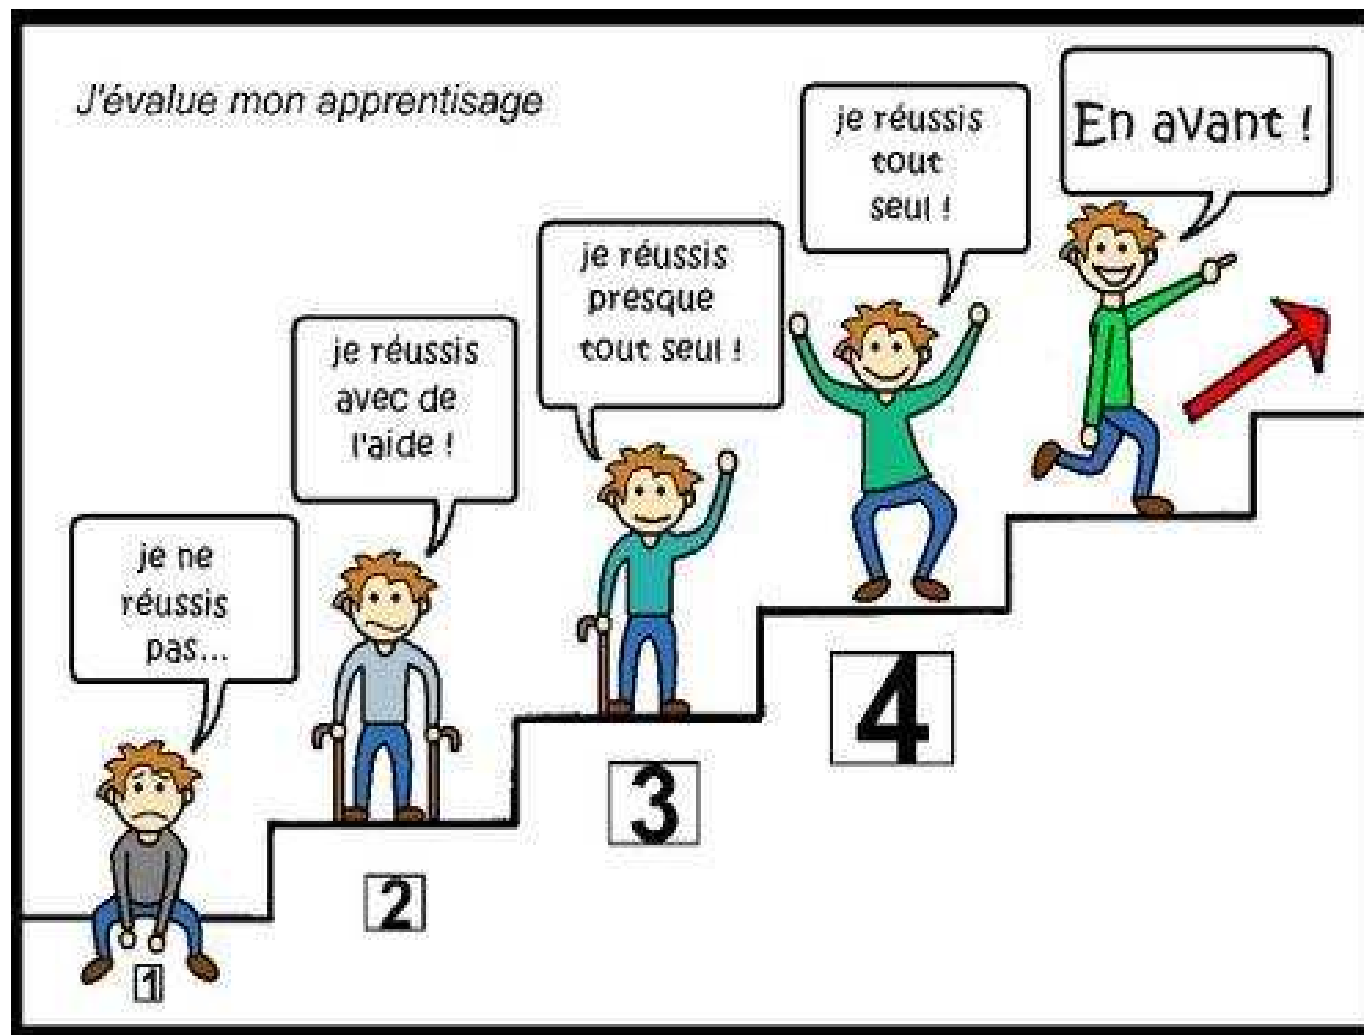 J'évalue mon apprentisage
je ne
réussis
pas...
1
je réussis
avec de
l'aide !
2
je réussis
presque
tout seul !
3
je réussis
tout
seul !
4
En avant !